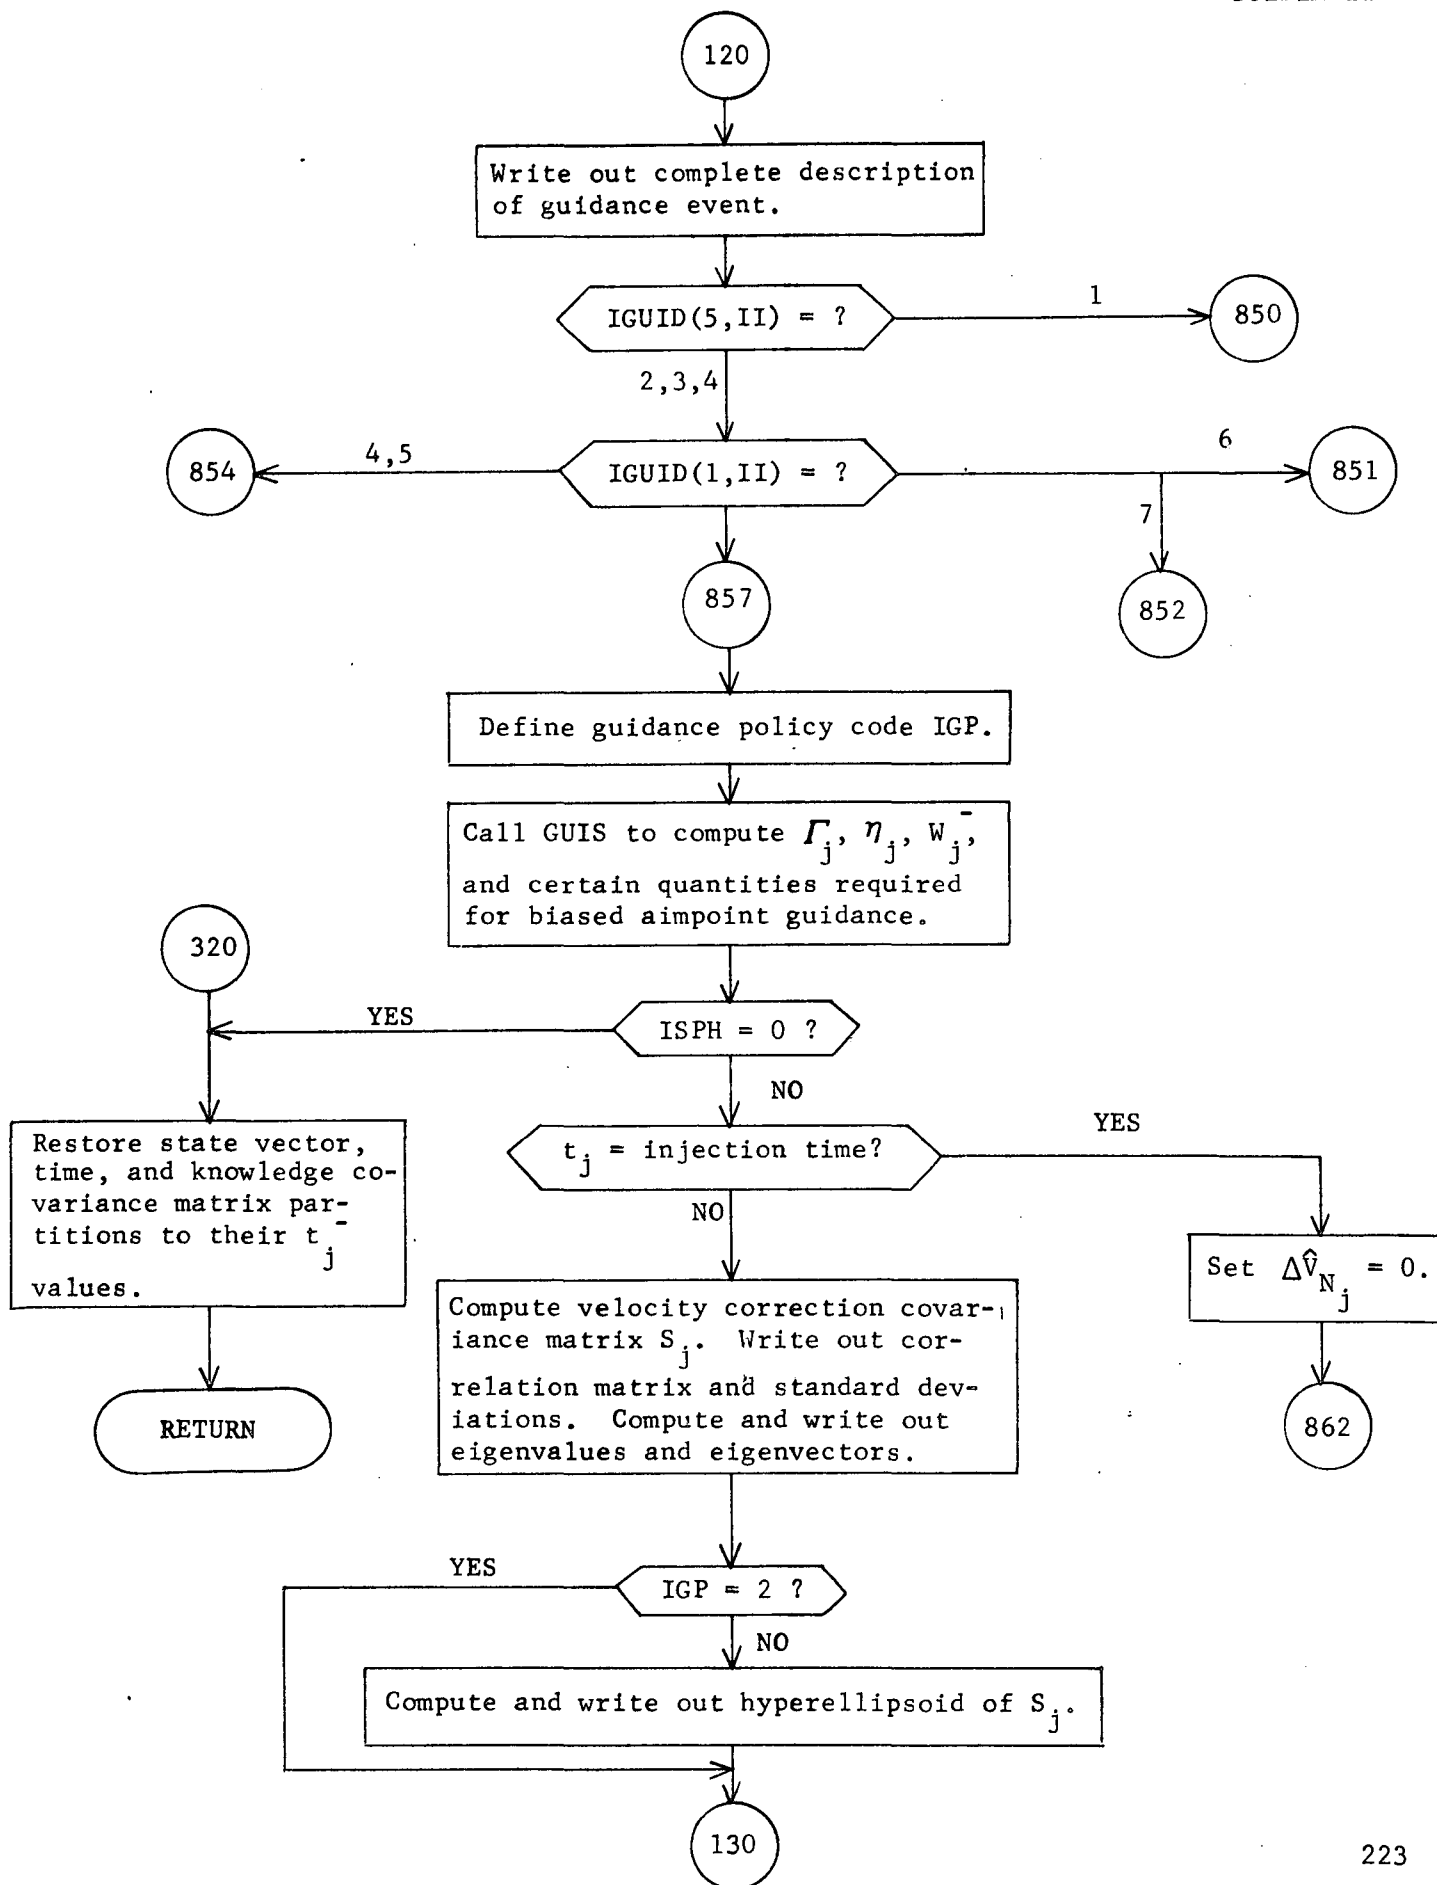 120
Write out complete description
of guidance event.
IGUID(5,II) = ?
1
850
2,3,4
854
4,5
IGUID(1,II) = ?
6
851
7
857
852
Define guidance policy code IGP.
Call GUIS to compute Γj, ηj, Wj-,
and certain quantities required
for biased aimpoint guidance.
320
YES
ISPH = 0 ?
NO
Restore state vector,
time, and knowledge co-
variance matrix par-
titions to their tj-
values.
tj = injection time?
YES
NO
Set ΔV̂Nj = 0.
Compute velocity correction covar-
iance matrix Sj. Write out cor-
relation matrix and standard dev-
iations. Compute and write out
eigenvalues and eigenvectors.
RETURN
862
YES
IGP = 2 ?
NO
Compute and write out hyperellipsoid of Sj.
130
223